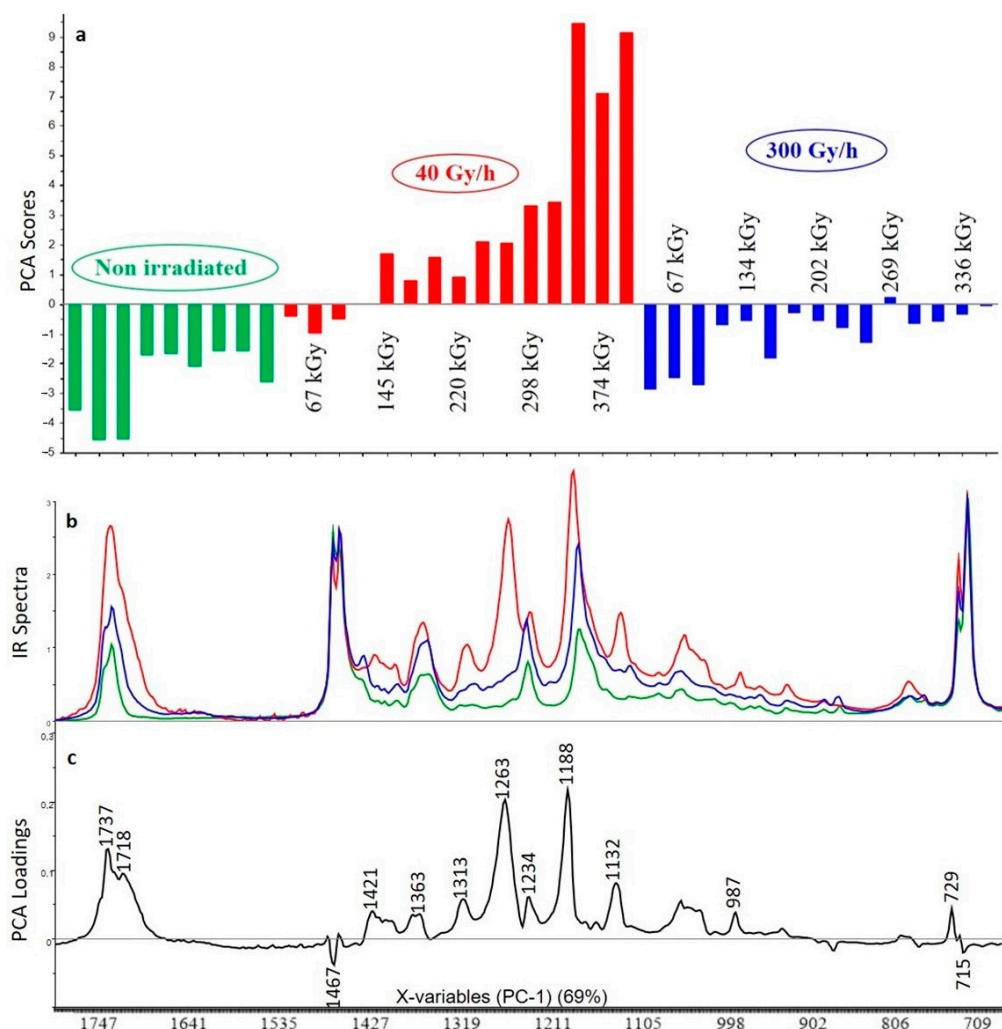 a
9
8
7
6
5
4
3
2
1
0
-1
-2
-3
-4
-5
PCA Scores
Non irradiated
40 Gy/h
300 Gy/h
67 kGy
145 kGy
220 kGy
298 kGy
374 kGy
67 kGy
134 kGy
202 kGy
269 kGy
336 kGy
b
3
2
1
0
IR Spectra
c
0,3
0,2
0,1
0
PCA Loadings
1737
1718
1467
1421
1363
1313
1263
1234
1188
1132
987
729
715
X-variables (PC-1) (69%)
1747 1641 1535 1427 1319 1211 1105 998 902 806 709